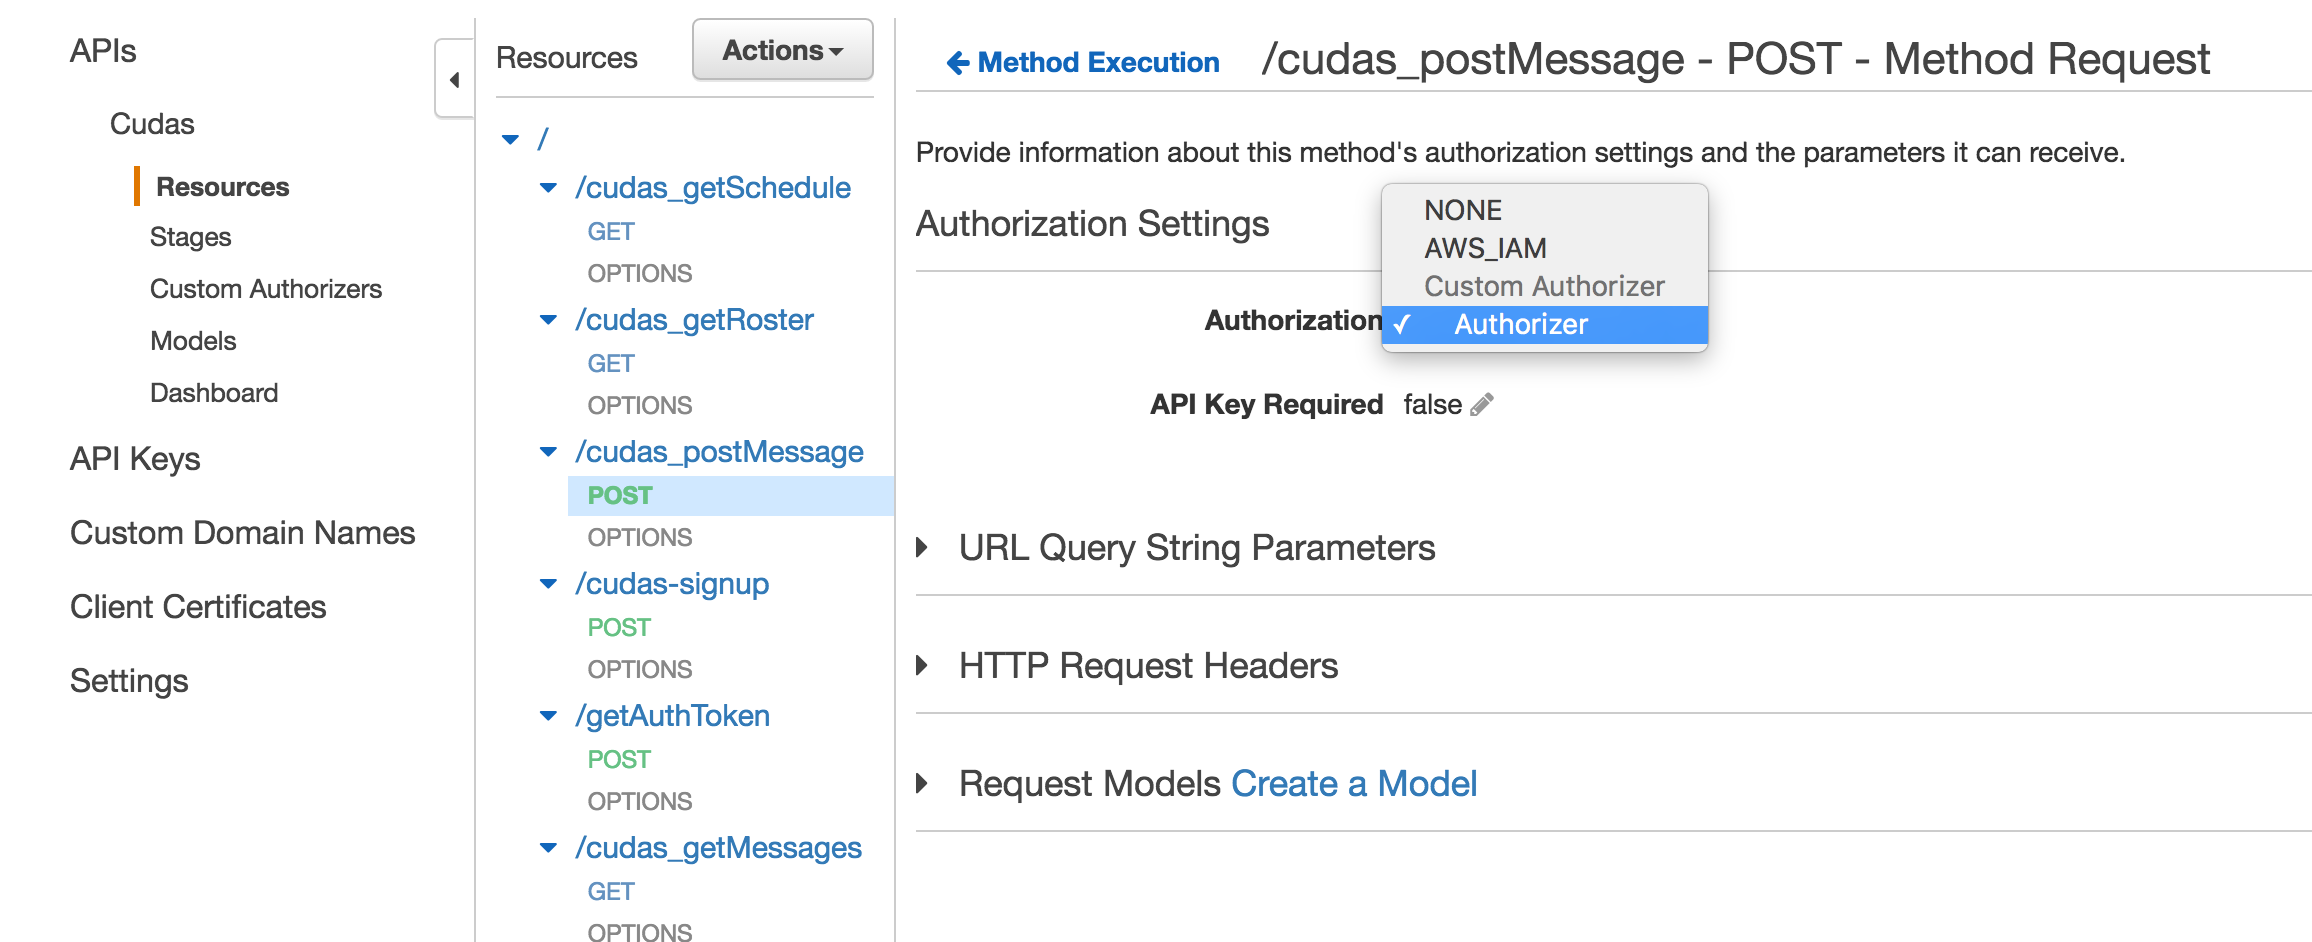 APIs
Cudas
Resources
Stages
Custom Authorizers
Models
Dashboard
API Keys
Custom Domain Names
Client Certificates
Settings
Resources
Actions
/
/cudas_getSchedule
GET
OPTIONS
/cudas_getRoster
GET
OPTIONS
/cudas_postMessage
POST
OPTIONS
/cudas-signup
POST
OPTIONS
/getAuthToken
POST
OPTIONS
/cudas_getMessages
GET
OPTIONS
Method Execution /cudas_postMessage - POST - Method Request
Provide information about this method's authorization settings and the parameters it can receive.
Authorization Settings
NONE
AWS_IAM
Custom Authorizer
Authorization ✓ Authorizer
API Key Required false
URL Query String Parameters
HTTP Request Headers
Request Models Create a Model